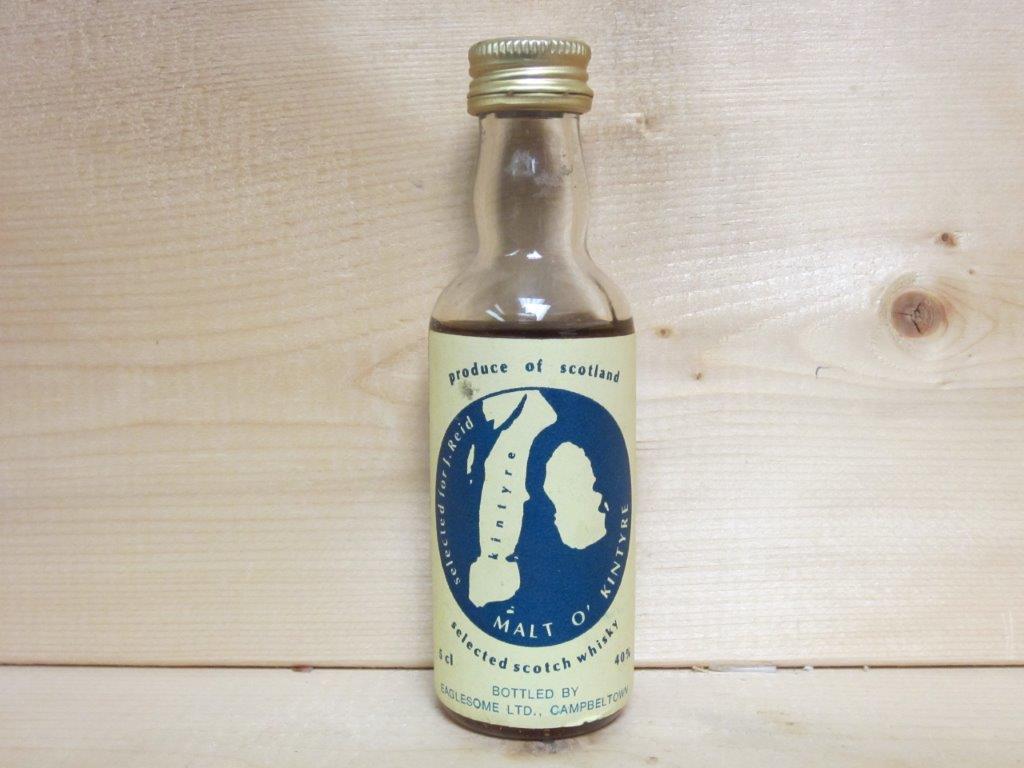 produce of scotland
selected for J. Reid
kintyre
MALT O' KINTYRE
selected scotch whisky
5 cl
40%
BOTTLED BY
EAGLESOME LTD., CAMPBELTOWN